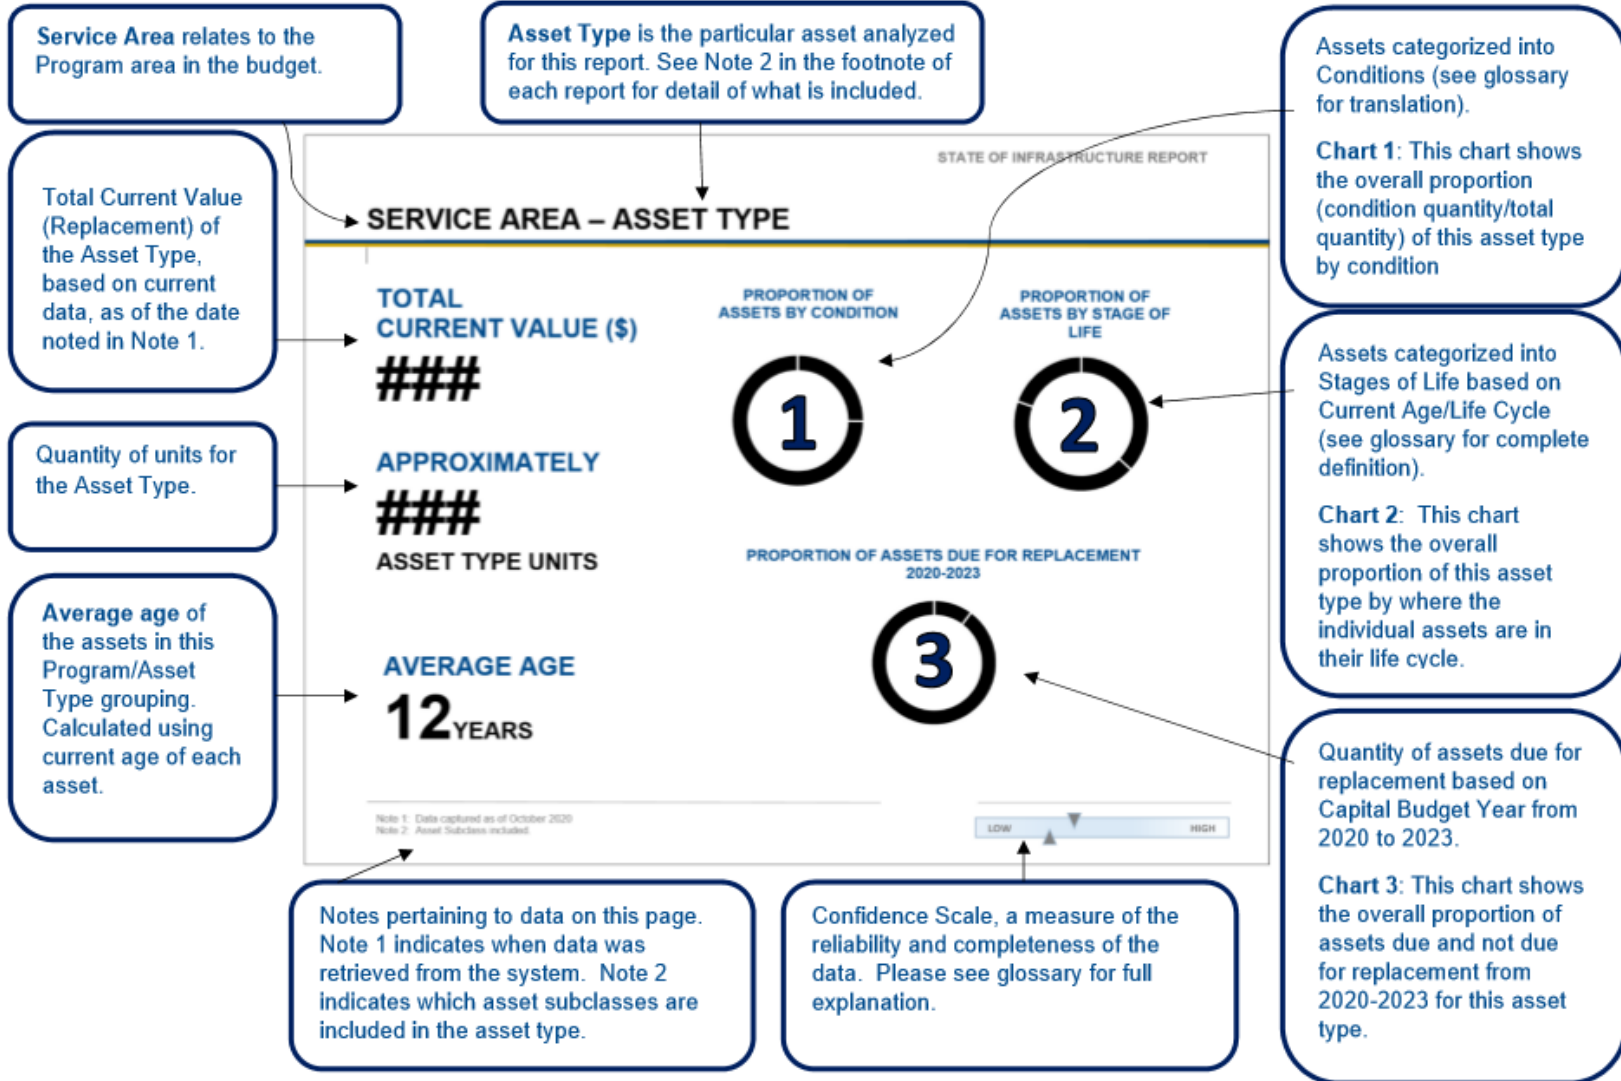 Service Area relates to the
Program area in the budget.
Asset Type is the particular asset analyzed
for this report. See Note 2 in the footnote of
each report for detail of what is included.
Assets categorized into
Conditions (see glossary
for translation).
Chart 1: This chart shows
the overall proportion
(condition quantity/total
quantity) of this asset type
by condition
Total Current Value
(Replacement) of
the Asset Type,
based on current
data, as of the date
noted in Note 1.
STATE OF INFRASTRUCTURE REPORT
SERVICE AREA – ASSET TYPE
TOTAL
CURRENT VALUE ($)
###
PROPORTION OF
ASSETS BY CONDITION
1
PROPORTION OF
ASSETS BY STAGE OF
LIFE
2
Assets categorized into
Stages of Life based on
Current Age/Life Cycle
(see glossary for complete
definition).
Chart 2:  This chart
shows the overall
proportion of this asset
type by where the
individual assets are in
their life cycle.
Quantity of units for
the Asset Type.
APPROXIMATELY
###
ASSET TYPE UNITS
PROPORTION OF ASSETS DUE FOR REPLACEMENT
2020-2023
3
Average age of
the assets in this
Program/Asset
Type grouping.
Calculated using
current age of each
asset.
AVERAGE AGE
12 YEARS
Quantity of assets due for
replacement based on
Capital Budget Year from
2020 to 2023.
Chart 3: This chart shows
the overall proportion of
assets due and not due
for replacement from
2020-2023 for this asset
type.
Note 1: Data captured as of October 2020
Note 2: Asset Subclass included.
LOW
HIGH
Notes pertaining to data on this page.
Note 1 indicates when data was
retrieved from the system.  Note 2
indicates which asset subclasses are
included in the asset type.
Confidence Scale, a measure of the
reliability and completeness of the
data.  Please see glossary for full
explanation.